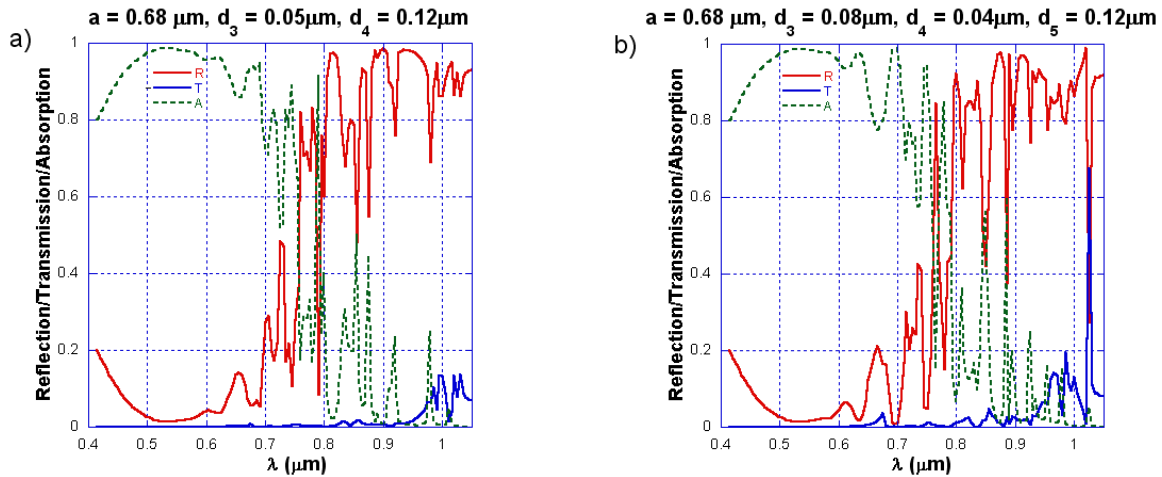 a = 0.68 μm, d₃ = 0.05μm, d₄ = 0.12μm
a)
Reflection/Transmission/Absorption
1
0.8
0.6
0.4
0.2
0
R
T
A
0.4 0.5 0.6 0.7 0.8 0.9 1
λ (μm)
a = 0.68 μm, d₃ = 0.08μm, d₄ = 0.04μm, d₅ = 0.12μm
b)
Reflection/Transmission/Absorption
1
0.8
0.6
0.4
0.2
0
R
T
A
0.4 0.5 0.6 0.7 0.8 0.9 1
λ (μm)